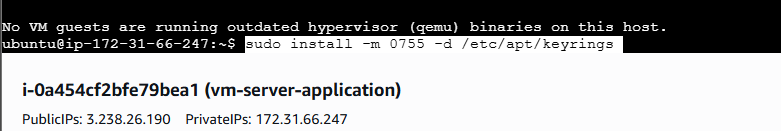 No VM guests are running outdated hypervisor (qemu) binaries on this host.
ubuntu@ip-172-31-66-247:~$ sudo install -m 0755 -d /etc/apt/keyrings
i-0a454cf2bfe79bea1 (vm-server-application)
PublicIPs: 3.238.26.190 PrivateIPs: 172.31.66.247